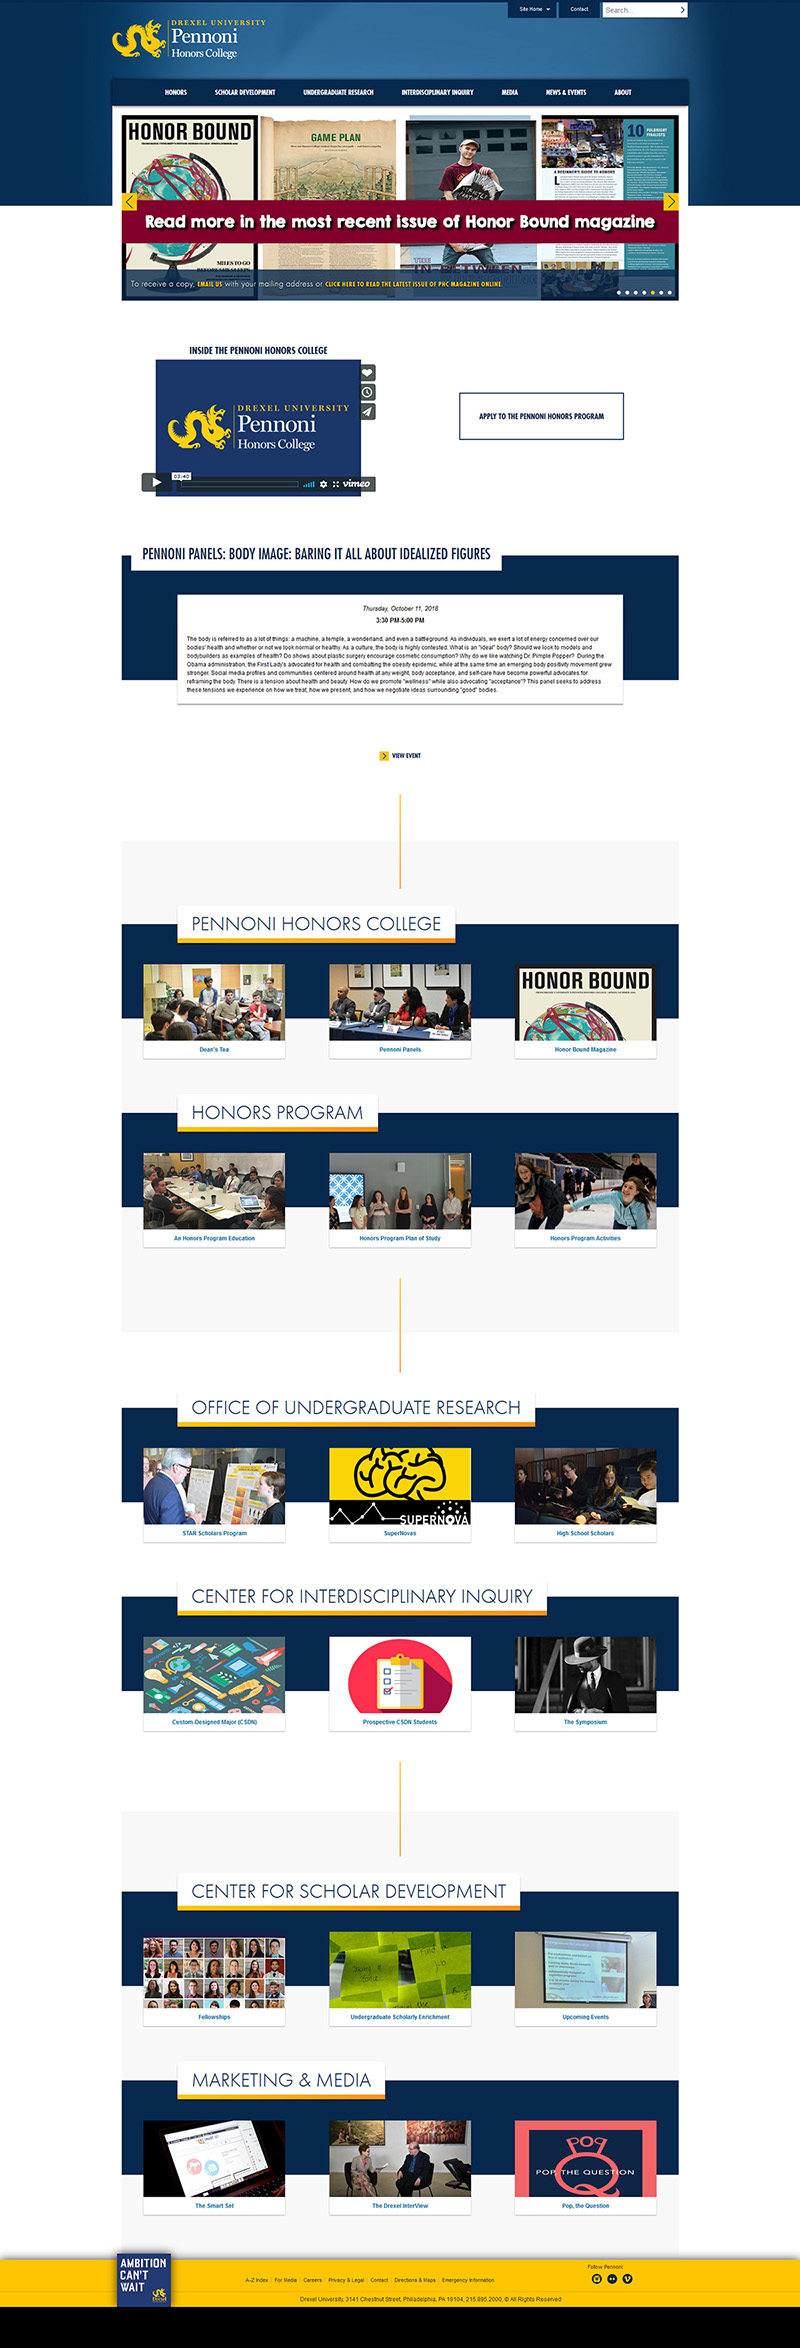 Site Home
Contact
Search...
DREXEL UNIVERSITY
Pennoni
Honors College
HONORS
SCHOLAR DEVELOPMENT
UNDERGRADUATE RESEARCH
INTERDISCIPLINARY INQUIRY
MEDIA
NEWS & EVENTS
ABOUT
HONOR BOUND
GAME PLAN
A BEGINNER'S GUIDE TO HONORS
10 FULBRIGHT
FINALISTS
Read more in the most recent issue of Honor Bound magazine
MILES TO GO
THE IN-BETWEEN
To receive a copy, EMAIL US with your mailing address or CLICK HERE TO READ THE LATEST ISSUE OF PHC MAGAZINE ONLINE.
INSIDE THE PENNONI HONORS COLLEGE
DREXEL UNIVERSITY
Pennoni
Honors College
03:40
vimeo
APPLY TO THE PENNONI HONORS PROGRAM
PENNONI PANELS: BODY IMAGE: BARING IT ALL ABOUT IDEALIZED FIGURES
Thursday, October 11, 2018
3:30 PM-5:00 PM
The body is referred to as a lot of things: a machine, a temple, a wonderland, and even a battleground. As individuals, we exert a lot of energy concerned over our
bodies' health and whether or not we look normal or healthy. As a culture, the body is highly contested. What is an "ideal" body? Should we look to models and
bodybuilders as examples of health? Do shows about plastic surgery encourage cosmetic consumption? Why do we like watching Dr. Pimple Popper? During the
Obama administration, the First Lady's advocated for health and combatting the obesity epidemic, while at the same time an emerging body positivity movement grew
stronger. Social media profiles and communities centered around health at any weight, body acceptance, and self-care have become powerful advocates for
reframing the body. There is a tension about health and beauty. How do we promote "wellness" while also advocating "acceptance"? This panel seeks to address
these tensions we experience on how we treat, how we present, and how we negotiate ideas surrounding "good" bodies.
VIEW EVENT
PENNONI HONORS COLLEGE
HONOR BOUND
Dean's Tea
Pennoni Panels
Honor Bound Magazine
HONORS PROGRAM
An Honors Program Education
Honors Program Plan of Study
Honors Program Activities
OFFICE OF UNDERGRADUATE RESEARCH
SUPERNOVA
STAR Scholars Program
SuperNovas
High School Scholars
CENTER FOR INTERDISCIPLINARY INQUIRY
Custom-Designed Major (CSDN)
Prospective CSDN Students
The Symposium
CENTER FOR SCHOLAR DEVELOPMENT
Fellowships
Undergraduate Scholarly Enrichment
Upcoming Events
MARKETING & MEDIA
POP
POP, THE QUESTION
The Smart Set
The Drexel InterView
Pop, the Question
AMBITION
CAN'T
WAIT
Drexel
A-Z Index
For Media
Careers
Privacy & Legal
Contact
Directions & Maps
Emergency Information
Follow Pennoni:
Drexel University, 3141 Chestnut Street, Philadelphia, PA 19104, 215.895.2000, © All Rights Reserved